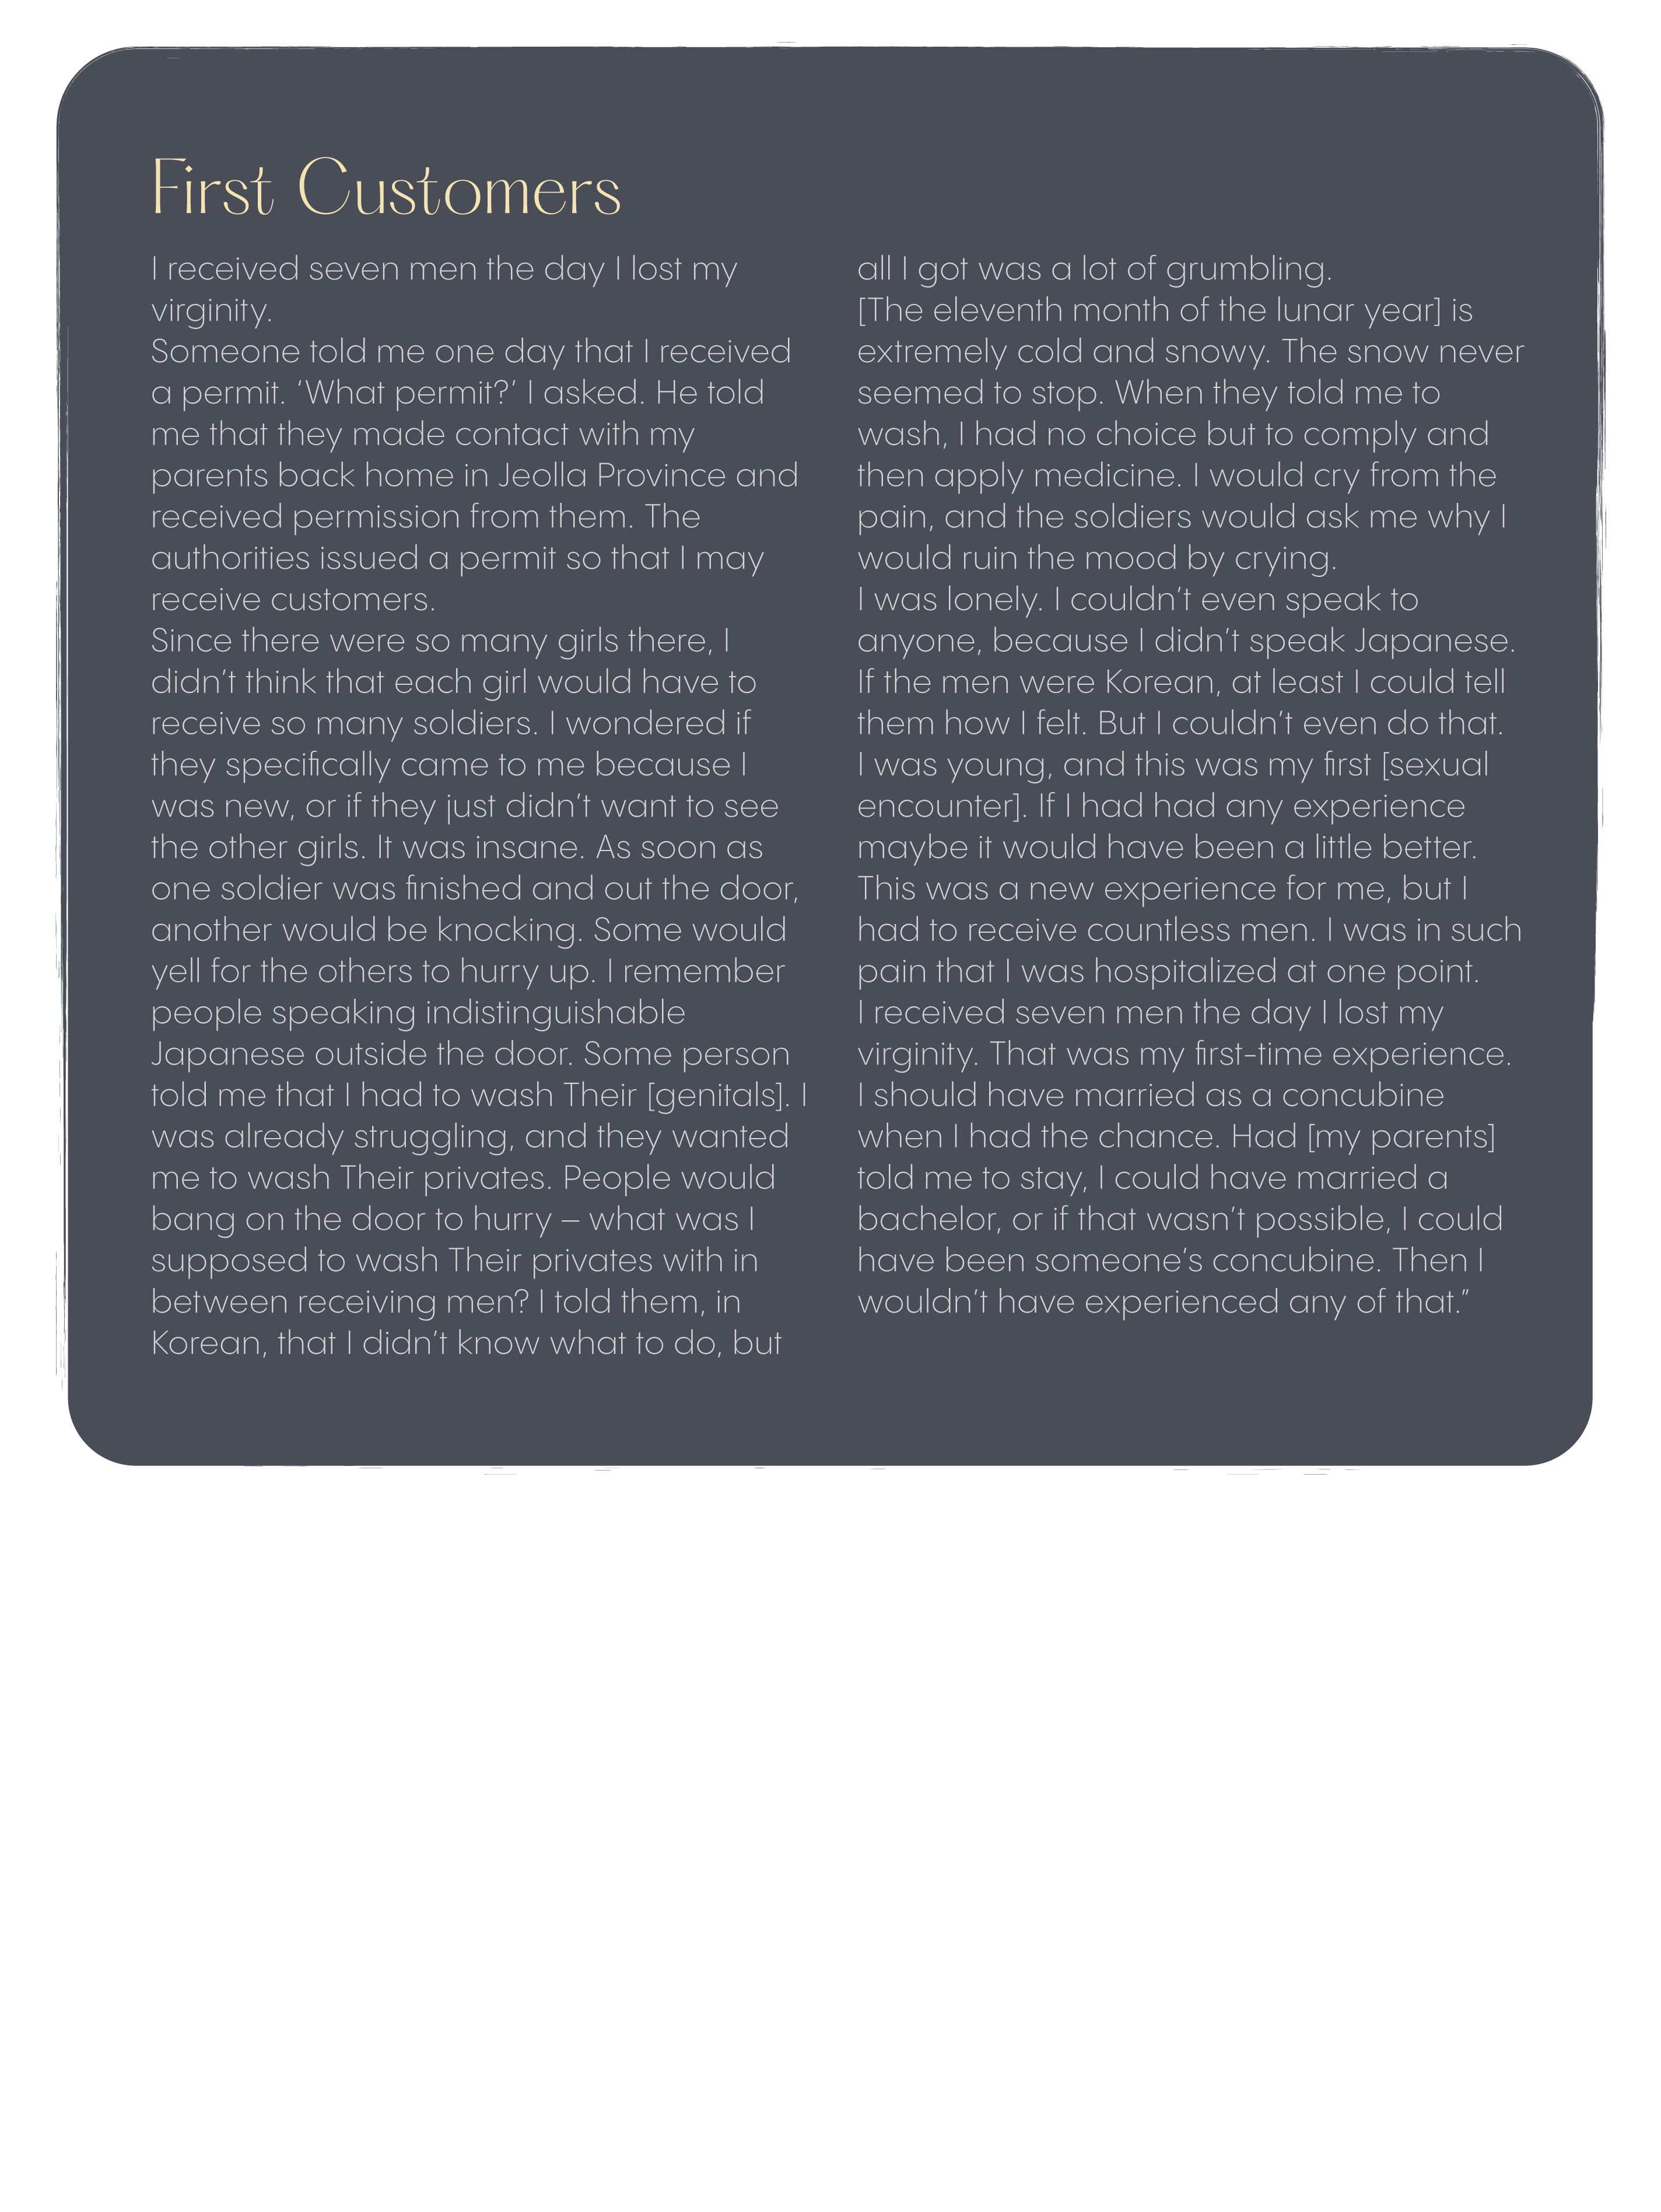 First Customers
I received seven men the day I lost my
virginity.
Someone told me one day that I received
a permit. ‘What permit?’ I asked. He told
me that they made contact with my
parents back home in Jeolla Province and
received permission from them. The
authorities issued a permit so that I may
receive customers.
Since there were so many girls there, I
didn’t think that each girl would have to
receive so many soldiers. I wondered if
they specifically came to me because I
was new, or if they just didn’t want to see
the other girls. It was insane. As soon as
one soldier was finished and out the door,
another would be knocking. Some would
yell for the others to hurry up. I remember
people speaking indistinguishable
Japanese outside the door. Some person
told me that I had to wash Their [genitals]. I
was already struggling, and they wanted
me to wash Their privates. People would
bang on the door to hurry – what was I
supposed to wash Their privates with in
between receiving men? I told them, in
Korean, that I didn’t know what to do, but
all I got was a lot of grumbling.
[The eleventh month of the lunar year] is
extremely cold and snowy. The snow never
seemed to stop. When they told me to
wash, I had no choice but to comply and
then apply medicine. I would cry from the
pain, and the soldiers would ask me why I
would ruin the mood by crying.
I was lonely. I couldn’t even speak to
anyone, because I didn’t speak Japanese.
If the men were Korean, at least I could tell
them how I felt. But I couldn’t even do that.
I was young, and this was my first [sexual
encounter]. If I had had any experience
maybe it would have been a little better.
This was a new experience for me, but I
had to receive countless men. I was in such
pain that I was hospitalized at one point.
I received seven men the day I lost my
virginity. That was my first-time experience.
I should have married as a concubine
when I had the chance. Had [my parents]
told me to stay, I could have married a
bachelor, or if that wasn’t possible, I could
have been someone’s concubine. Then I
wouldn’t have experienced any of that.”